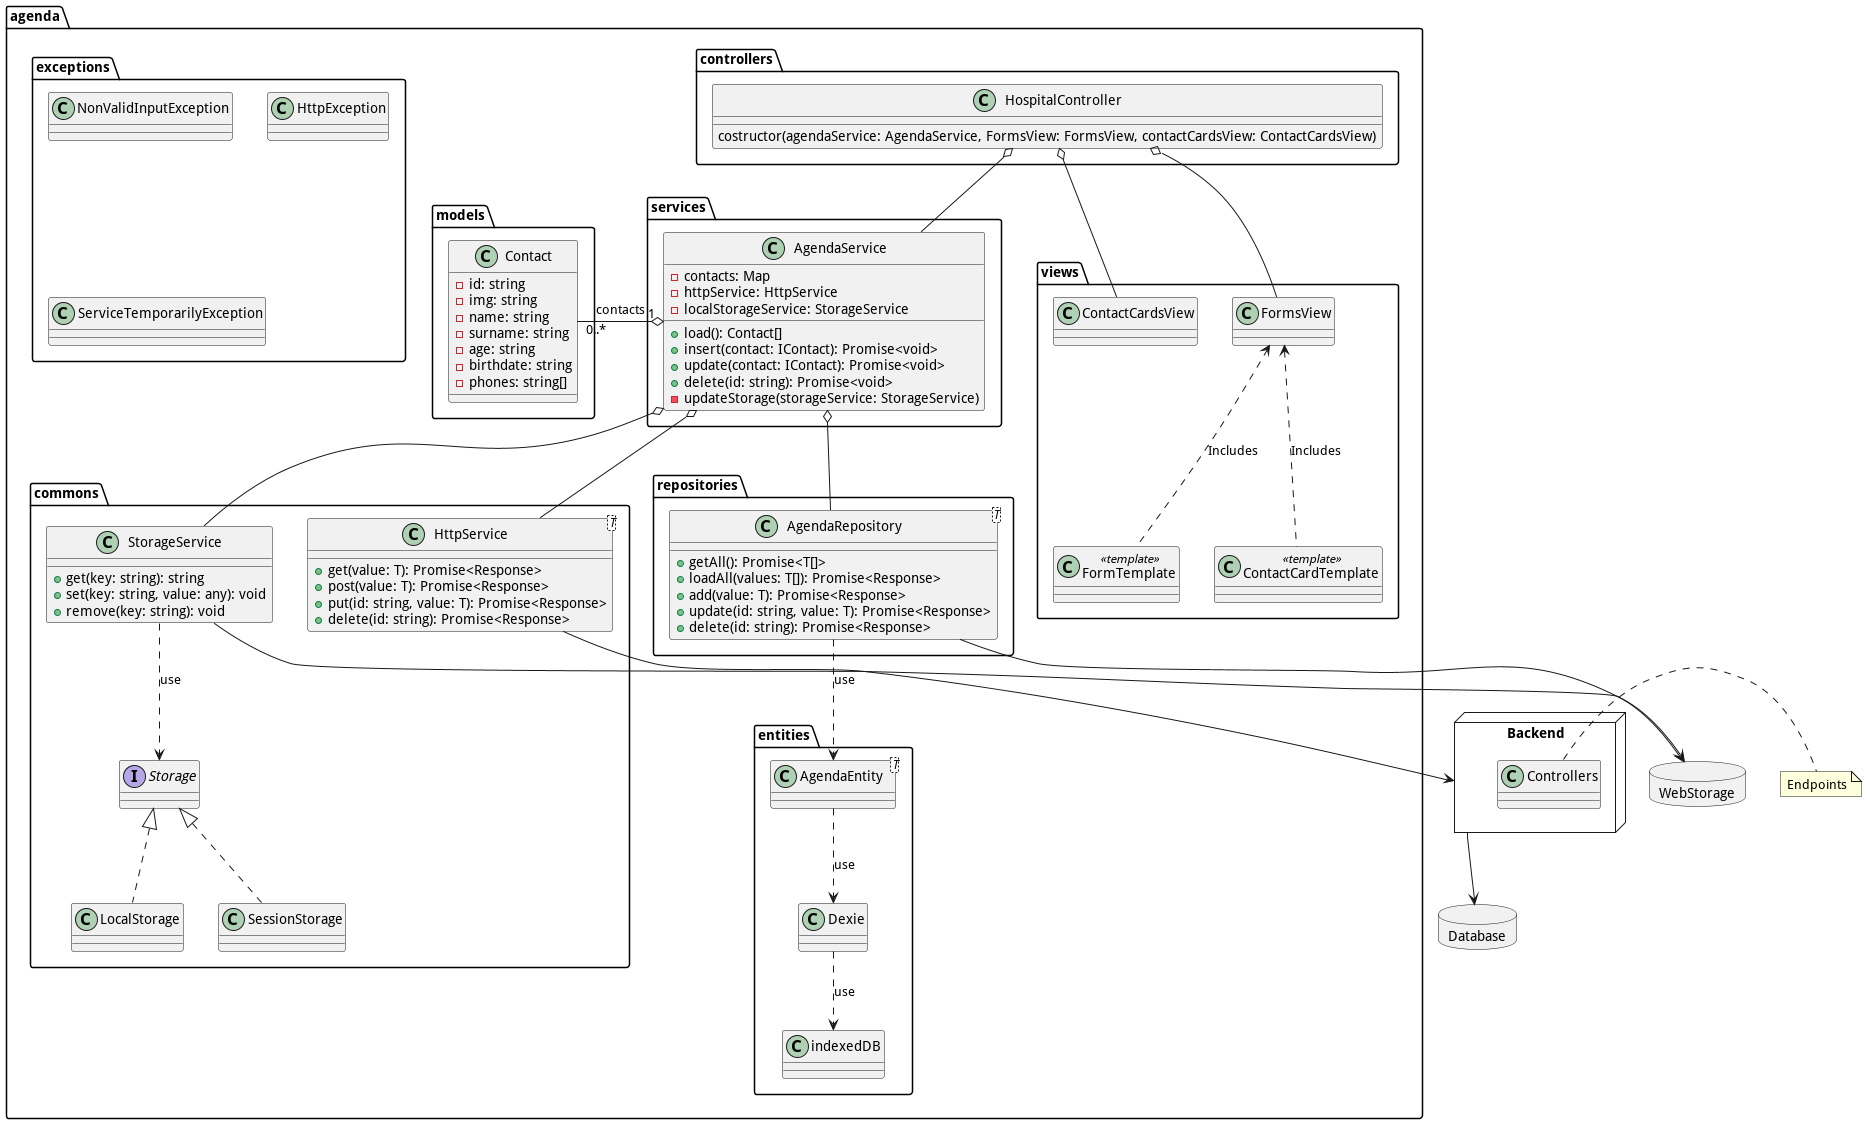 agenda
exceptions
C NonValidInputException
C HttpException
C ServiceTemporarilyException
controllers
C HospitalController
costructor(agendaService: AgendaService, FormsView: FormsView, contactCardsView: ContactCardsView)
models
C Contact
id: string
img: string
name: string
surname: string
age: string
birthdate: string
phones: string[]
contacts
0..*
1
services
C AgendaService
contacts: Map
httpService: HttpService
localStorageService: StorageService
load(): Contact[]
insert(contact: IContact): Promise<void>
update(contact: IContact): Promise<void>
delete(id: string): Promise<void>
updateStorage(storageService: StorageService)
views
C ContactCardsView
C FormsView
Includes
Includes
C «template»
FormTemplate
C «template»
ContactCardTemplate
commons
C StorageService
get(key: string): string
set(key: string, value: any): void
remove(key: string): void
C HttpService
T
get(value: T): Promise<Response>
post(value: T): Promise<Response>
put(id: string, value: T): Promise<Response>
delete(id: string): Promise<Response>
use
I Storage
C LocalStorage
C SessionStorage
repositories
C AgendaRepository
T
getAll(): Promise<T[]>
loadAll(values: T[]): Promise<Response>
add(value: T): Promise<Response>
update(id: string, value: T): Promise<Response>
delete(id: string): Promise<Response>
use
entities
C AgendaEntity
T
use
C Dexie
use
C indexedDB
Backend
C Controllers
WebStorage
Endpoints
Database